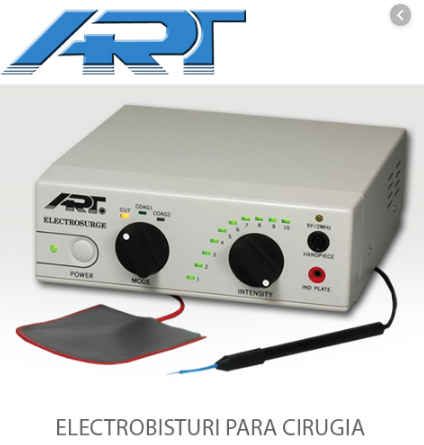 ART
CUT COAG1 COAG2
ART
ELECTROSURGE
POWER
MODE
1
2
3
4
5
6
7
8
9
10
INTENSITY
RF/2MHz
HANDPIECE
IND PLATE
ELECTROBISTURI PARA CIRUGIA